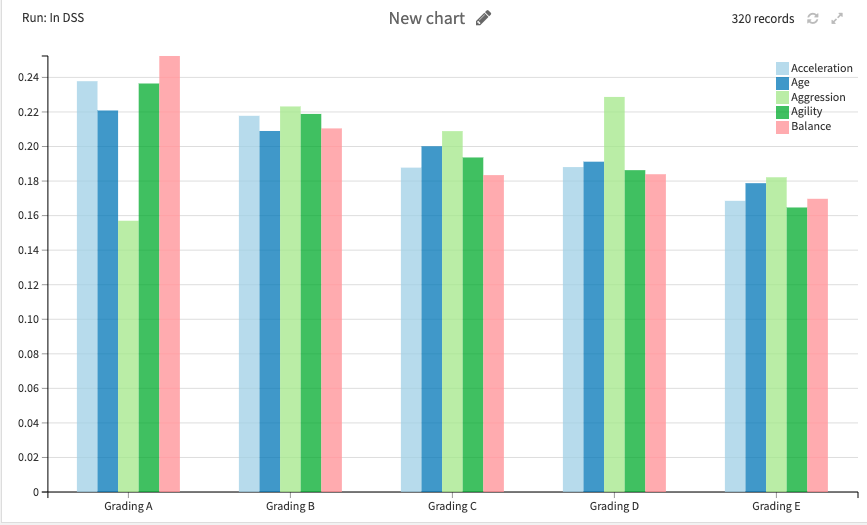 Run: In DSS
New chart
320 records
Acceleration
Age
Aggression
Agility
Balance
0.24
0.22
0.20
0.18
0.16
0.14
0.12
0.10
0.08
0.06
0.04
0.02
0
Grading A
Grading B
Grading C
Grading D
Grading E